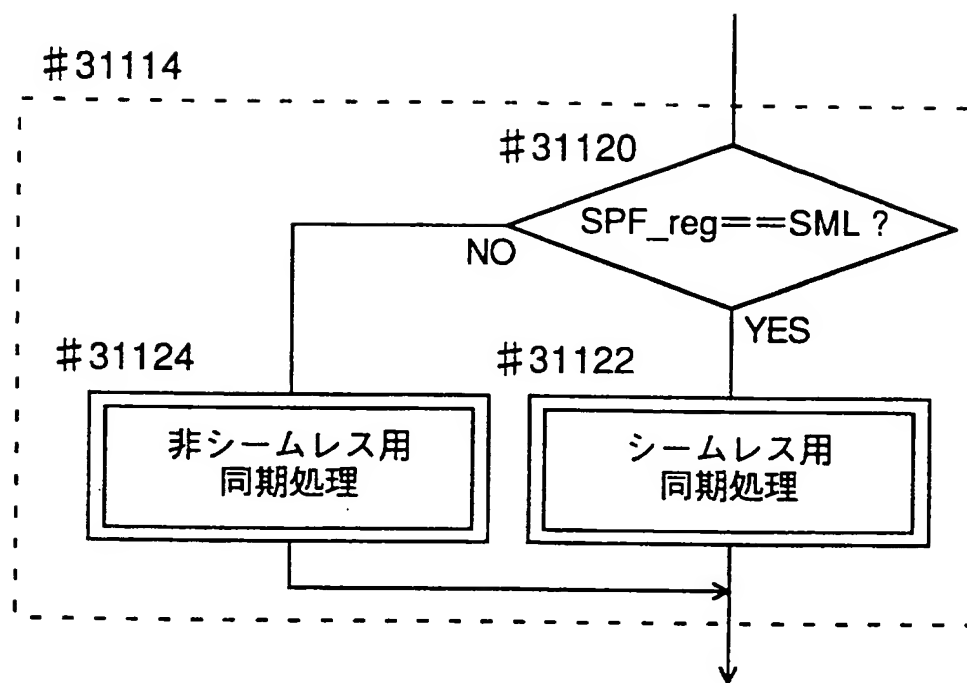 #31114
#31120
SPF_reg==SML ?
NO
YES
#31124
#31122
非シームレス用
同期処理
シームレス用
同期処理